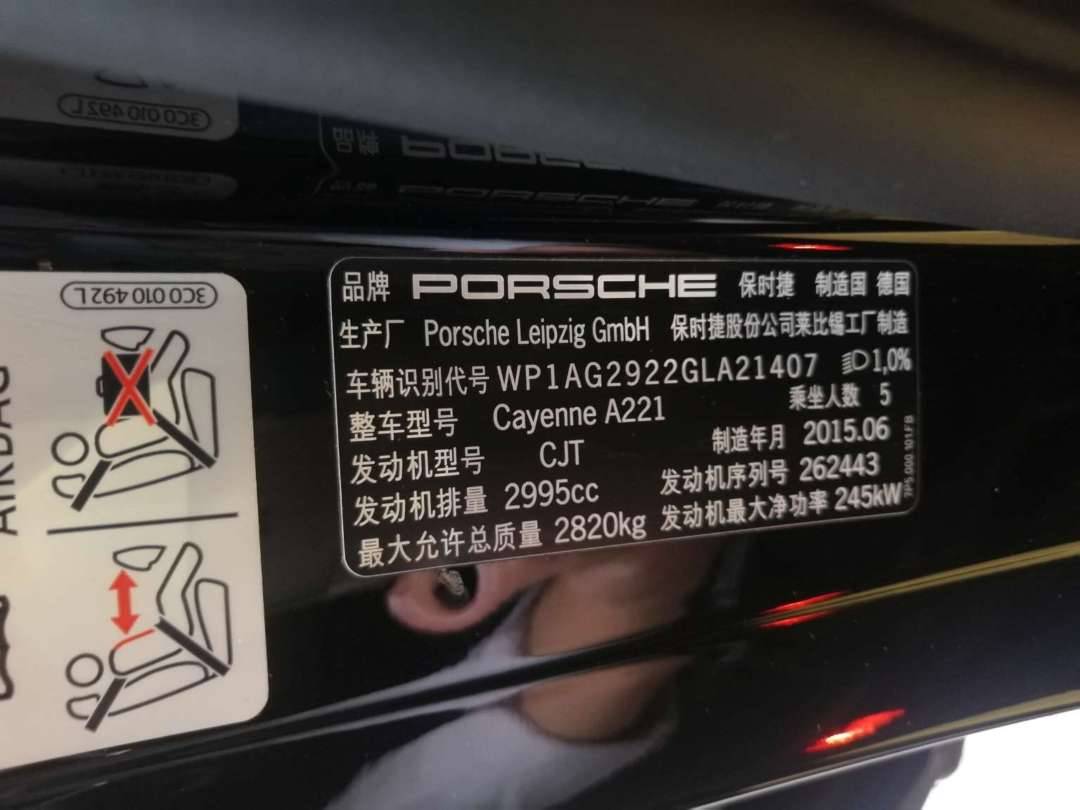 3C0 010 492 L
3C0 010 492 L
AIRBAG
品牌 PORSCHE 保时捷 制造国 德国
生产厂 Porsche Leipzig GmbH 保时捷股份公司莱比锡工厂制造
车辆识别代号 WP1AG2922GLA21407 1,0%
整车型号 Cayenne A221 乘坐人数 5
发动机型号 CJT 制造年月 2015.06
发动机排量 2995cc 发动机序列号 262443
最大允许总质量 2820kg 发动机最大净功率 245kW
7P5.000.101.FB